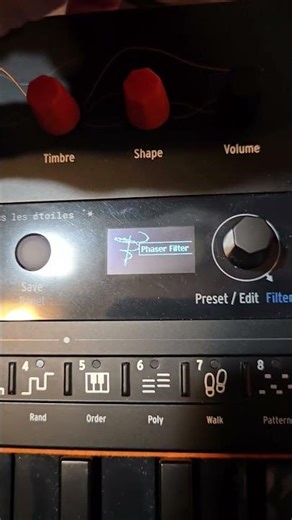 Timbre Shape Volume
s les étoiles *
Phaser Filter
Save
Preset / Edit Filter
4 5 6 7 8
Rand Order Poly Walk Pattern